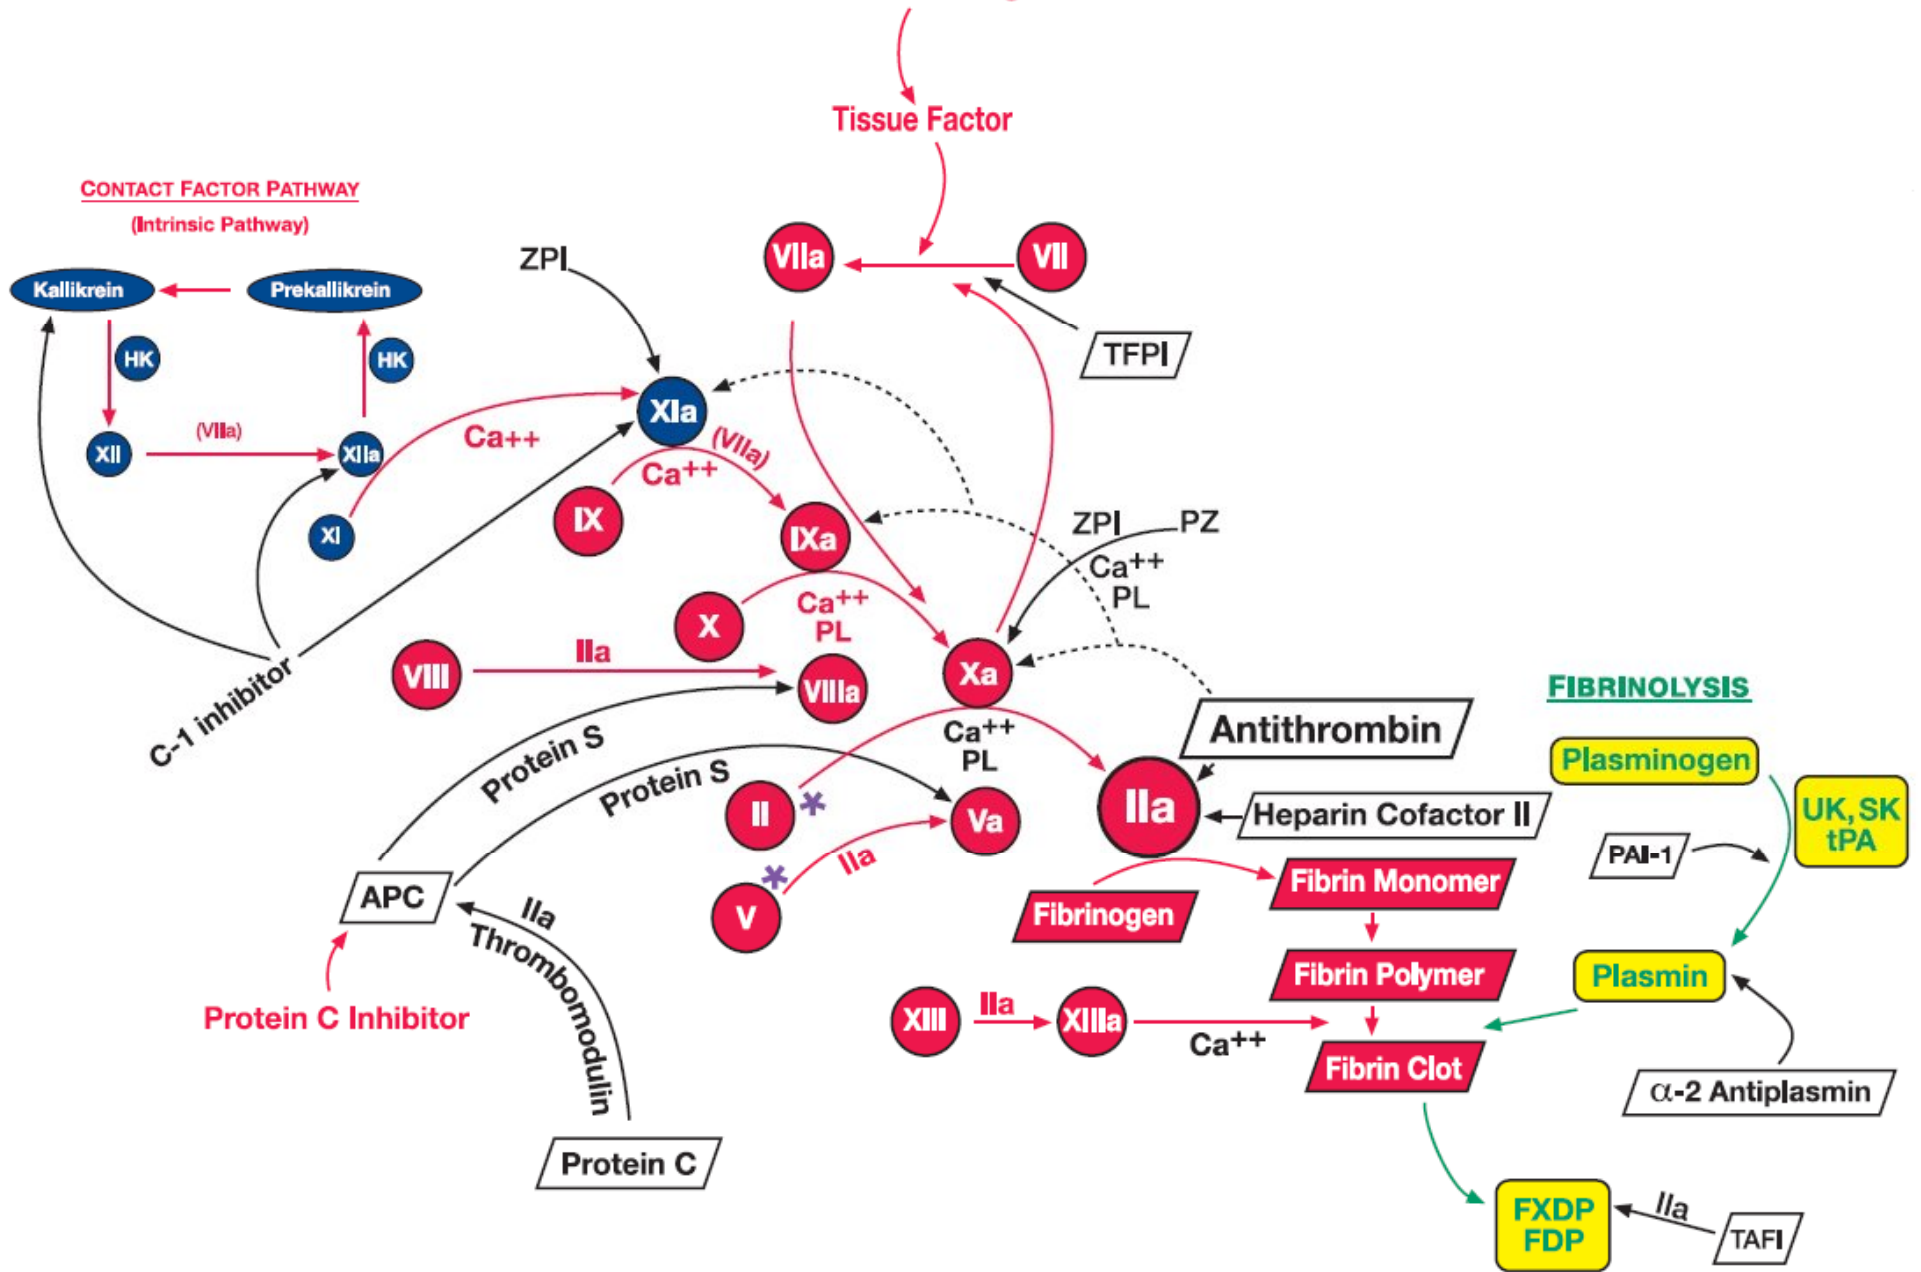 Tissue Factor
CONTACT FACTOR PATHWAY
(Intrinsic Pathway)
ZPI
VIIa
VII
Kallikrein
Prekallikrein
HK
HK
TFPI
XIa
XII
(VIIa)
XIIa
Ca++
(VIIa)
Ca++
XI
IX
IXa
ZPI
PZ
Ca++
PL
X
Ca++
PL
VIII
IIa
VIIIa
Xa
C-1 inhibitor
Protein S
Protein S
Ca++
PL
Antithrombin
II
*
Va
IIa
Heparin Cofactor II
V
*
IIa
APC
IIa
Thrombomodulin
Protein C Inhibitor
Protein C
Fibrinogen
Fibrin Monomer
Fibrin Polymer
XIII
IIa
XIIIa
Ca++
Fibrin Clot
FIBRINOLYSIS
Plasminogen
UK, SK
tPA
PAI-1
Plasmin
α-2 Antiplasmin
FXDP
FDP
IIa
TAFI